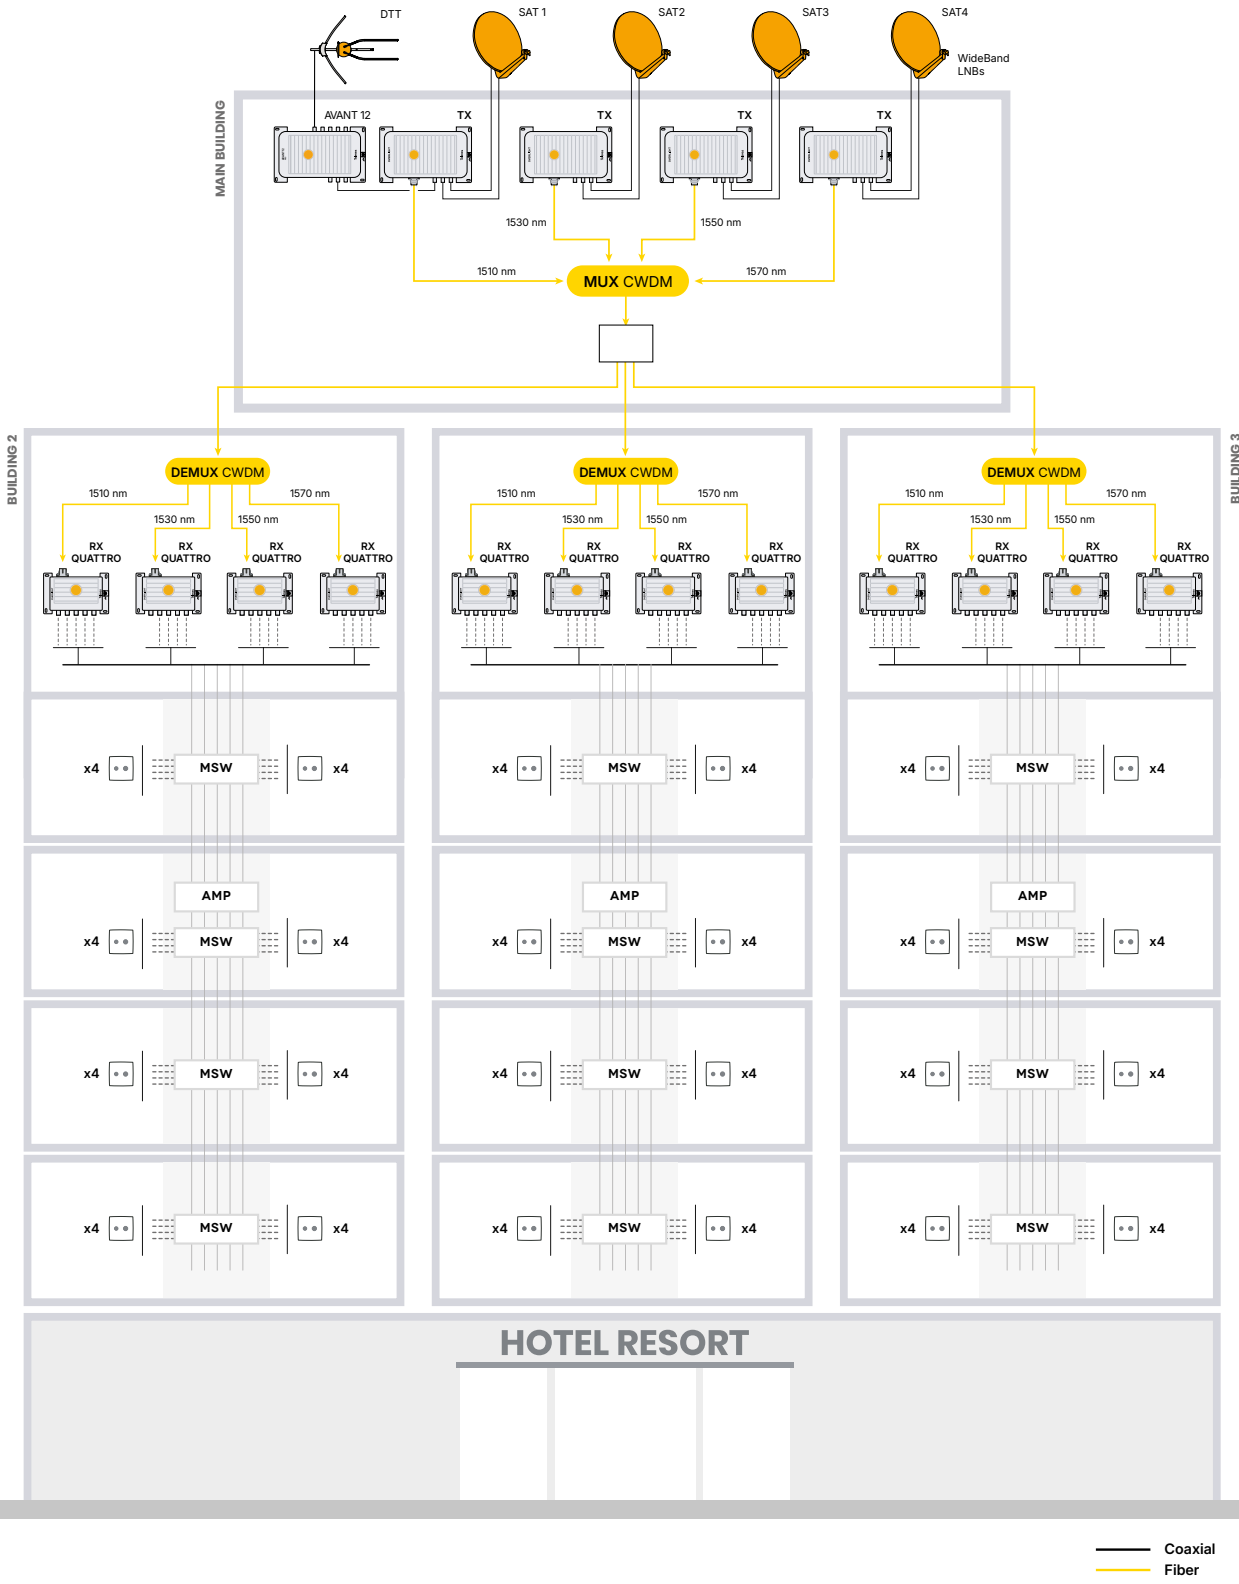 DTT
SAT 1
SAT2
SAT3
SAT4
WideBand
LNBs
MAIN BUILDING
AVANT 12
TX
TX
TX
TX
1530 nm
1550 nm
1510 nm
1570 nm
MUX CWDM
BUILDING 2
BUILDING 3
DEMUX CWDM
DEMUX CWDM
DEMUX CWDM
1510 nm
1570 nm
1510 nm
1570 nm
1510 nm
1570 nm
1530 nm
1550 nm
1530 nm
1550 nm
1530 nm
1550 nm
RX
QUATTRO
RX
QUATTRO
RX
QUATTRO
RX
QUATTRO
RX
QUATTRO
RX
QUATTRO
RX
QUATTRO
RX
QUATTRO
RX
QUATTRO
RX
QUATTRO
RX
QUATTRO
RX
QUATTRO
x4
MSW
x4
x4
MSW
x4
x4
MSW
x4
AMP
AMP
AMP
x4
MSW
x4
x4
MSW
x4
x4
MSW
x4
x4
MSW
x4
x4
MSW
x4
x4
MSW
x4
x4
MSW
x4
x4
MSW
x4
x4
MSW
x4
HOTEL RESORT
Coaxial
Fiber